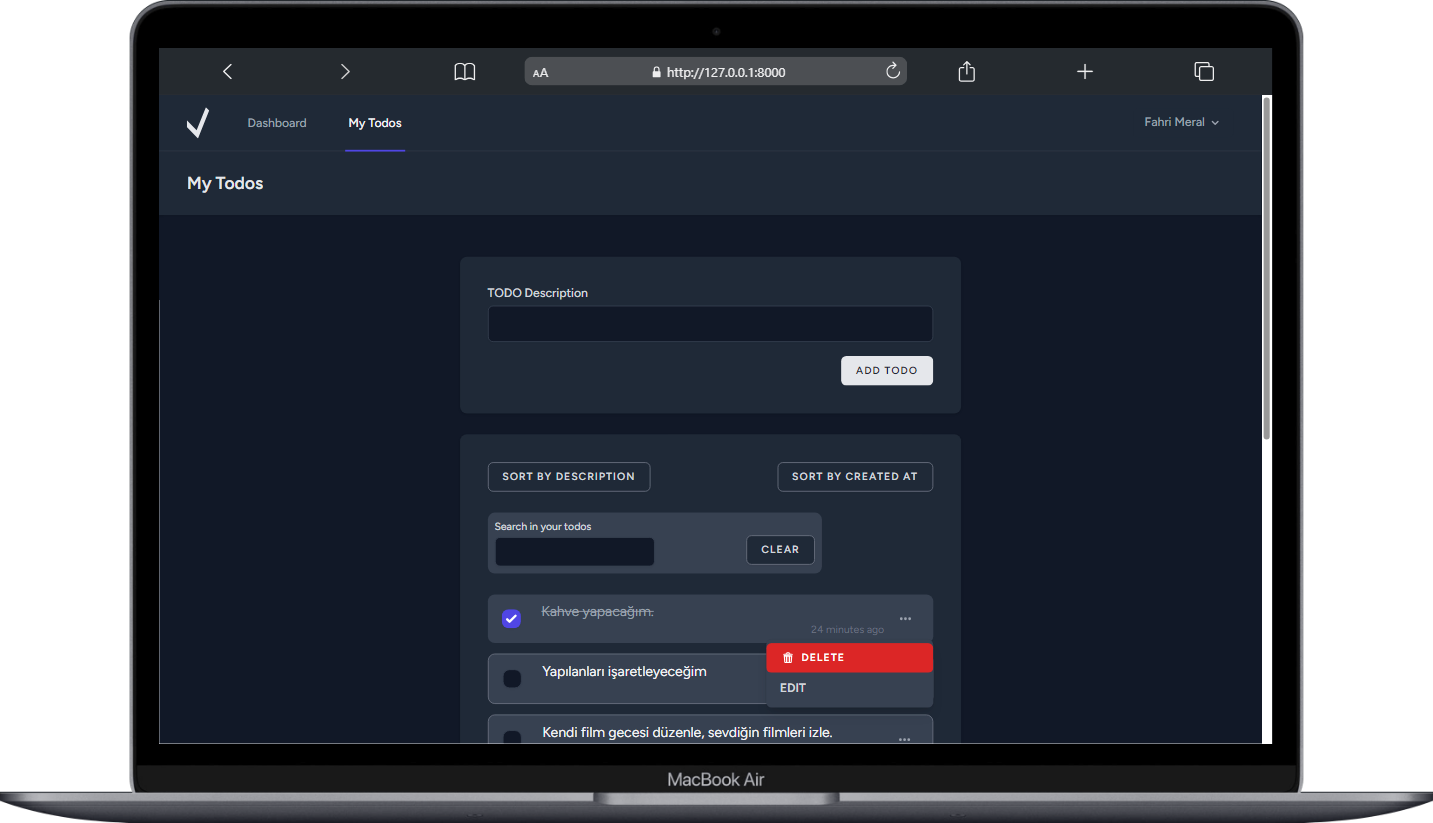 AA
http://127.0.0.1:8000
Dashboard
My Todos
Fahri Meral
My Todos
TODO Description
ADD TODO
SORT BY DESCRIPTION
SORT BY CREATED AT
Search in your todos
CLEAR
Kahve yapacağım.
24 minutes ago
DELETE
Yapılanları işaretleyeceğim
EDIT
Kendi film gecesi düzenle, sevdiğin filmleri izle.
MacBook Air